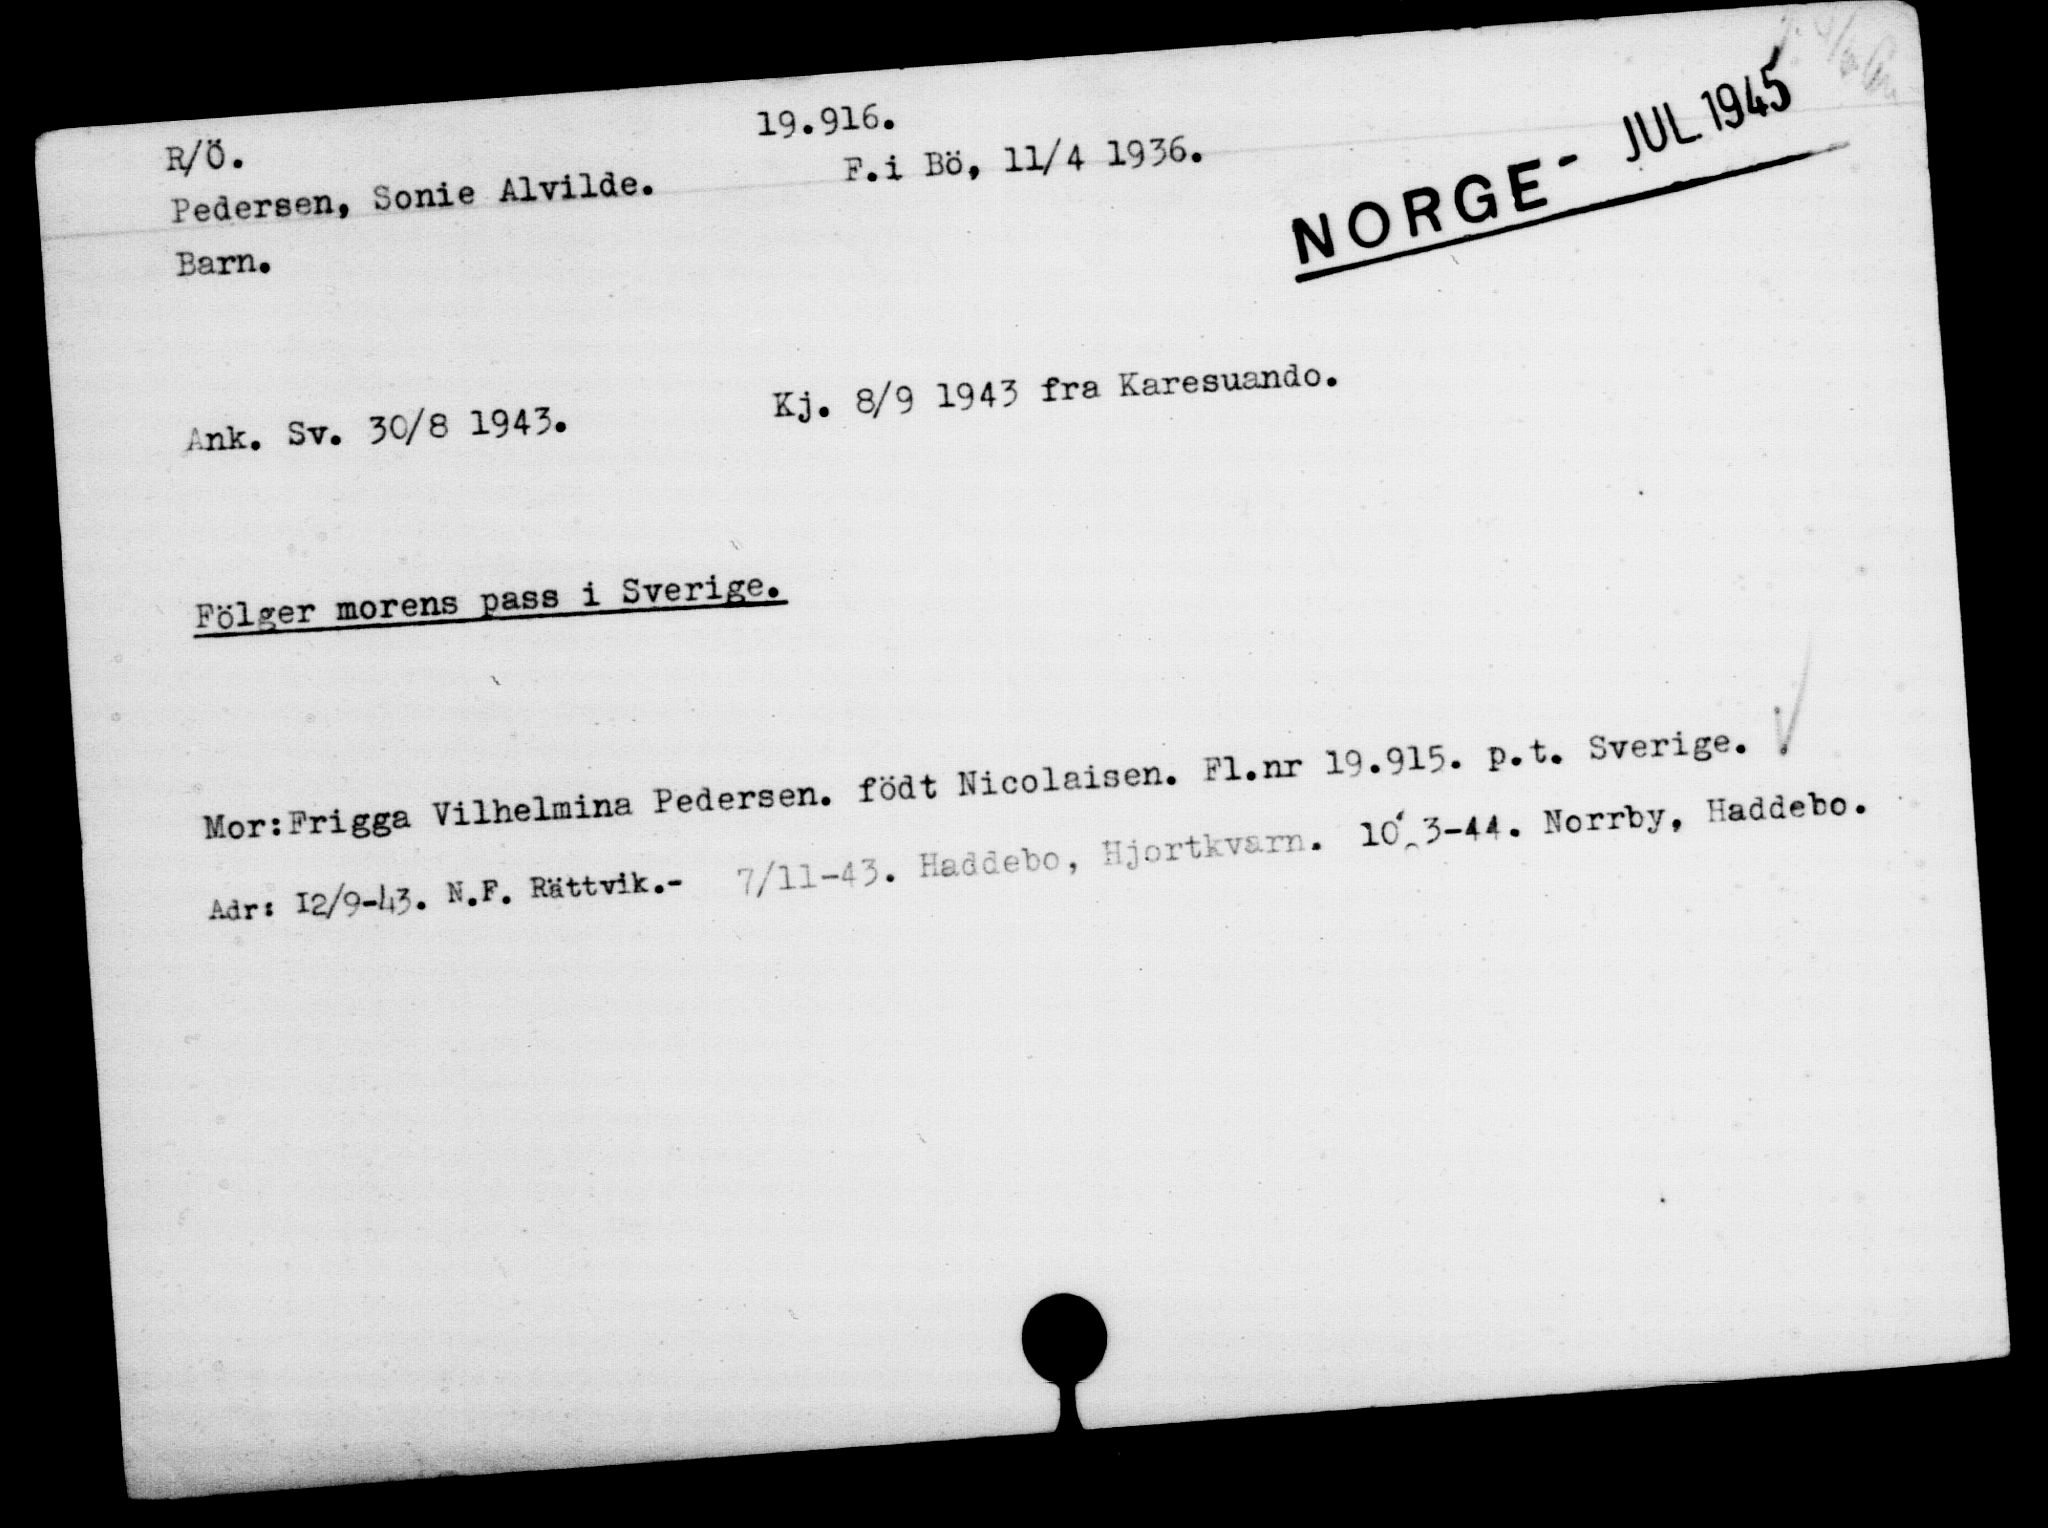 R/Ö. 19.916.
Pedersen, Sonie Alvilde. F.i Bö, 11/4 1936.
NORGE- JUL. 1945
Barn.
Ank. Sv. 30/8 1943. Kj. 8/9 1943 fra Karesuando.
Fölger morens pass i Sverige.
Mor:Frigga Vilhelmina Pedersen. födt Nicolaisen. Fl.nr 19.915. p.t. Sverige.
Adr: I2/9-43. N.F. Rättvik.- 7/11-43. Haddebo, Hjortkvarn. 10 3-44. Norrby, Haddebo.